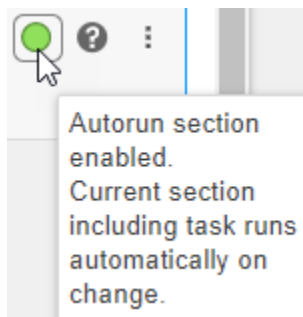 ?
Autorun section
enabled.
Current section
including task runs
automatically on
change.